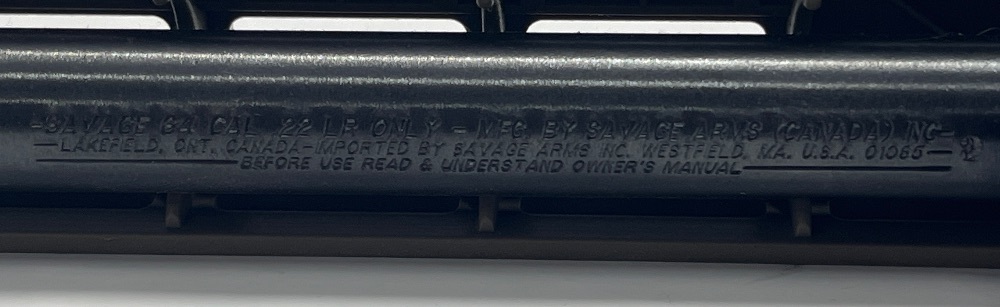 -SAVAGE 64 CAL .22 LR ONLY - MFG. BY SAVAGE ARMS (CANADA) INC-
—LAKEFIELD, ONT. CANADA-IMPORTED BY SAVAGE ARMS INC. WESTFIELD, MA. U.S.A. 01085—
BEFORE USE READ & UNDERSTAND OWNER'S MANUAL